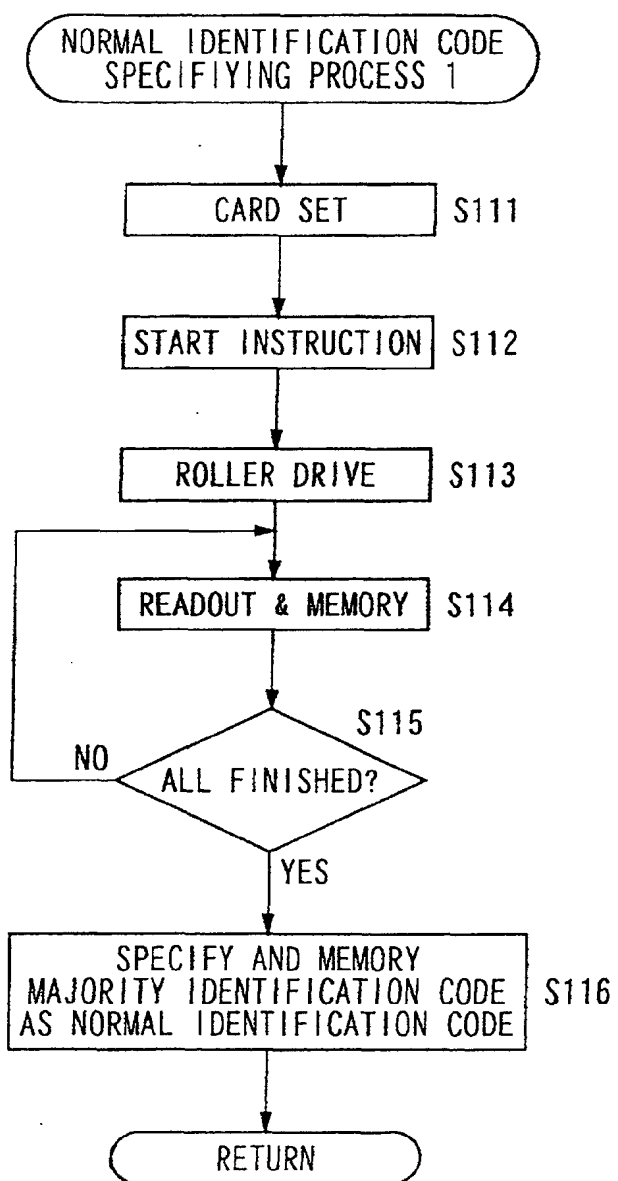 NORMAL IDENTIFICATION CODE
SPECIFIYING PROCESS 1
CARD SET S111
START INSTRUCTION S112
ROLLER DRIVE S113
READOUT & MEMORY S114
S115
NO
ALL FINISHED?
YES
SPECIFY AND MEMORY
MAJORITY IDENTIFICATION CODE S116
AS NORMAL IDENTIFICATION CODE
RETURN